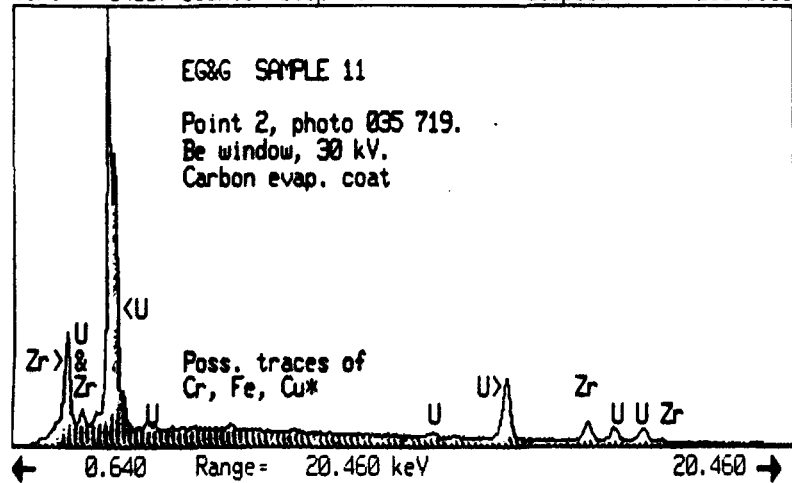 EG&G SAMPLE 11
Point 2, photo 035 719.
Be window, 30 kV.
Carbon evap. coat
<U
U
Zr> &
Zr
Poss. traces of
Cr, Fe, Cu*
U
U
U>
Zr
U U Zr
← 0.640 Range= 20.460 keV 20.460 →